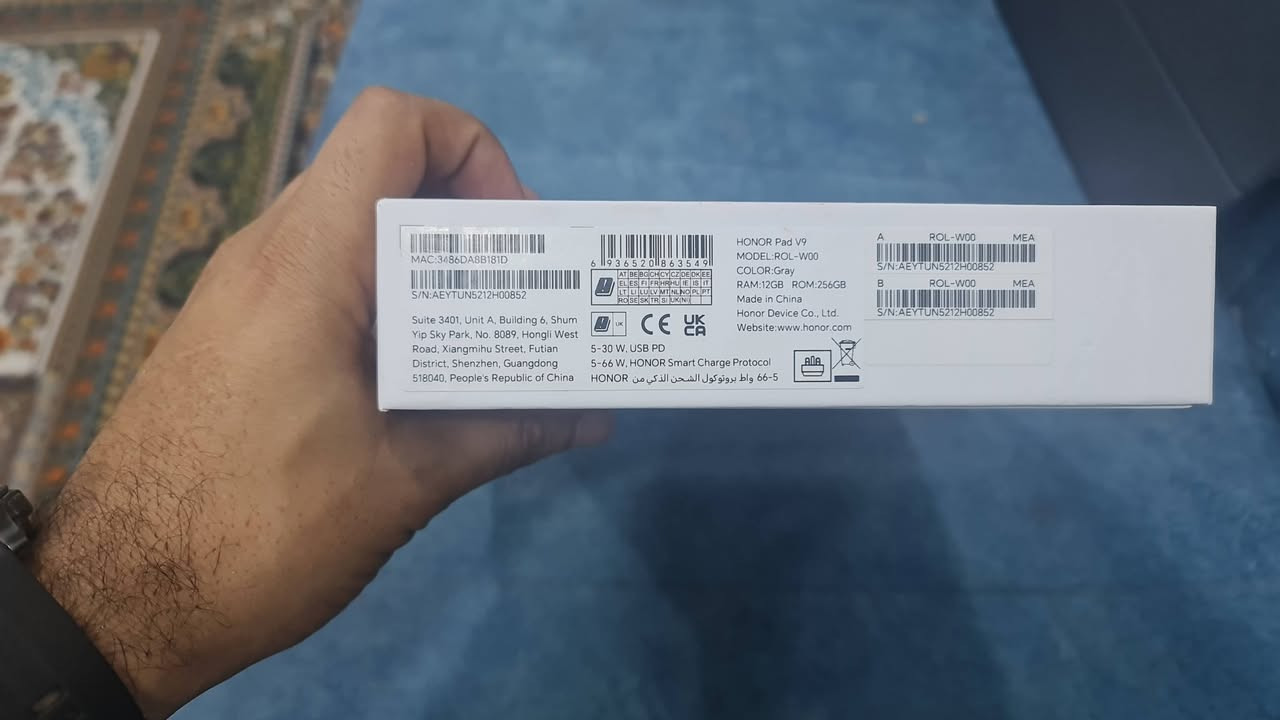 MAC:3486DA8B181D
S/N:AEYTUN5212H00852
Suite 3401, Unit A, Building 6, Shum
Yip Sky Park, No. 8089, Hongli West
Road, Xiangmihu Street, Futian
District, Shenzhen, Guangdong
518040, People's Republic of China
6 936520 863549
AT BE BG CH CY CZ DE DK EE
EL ES FI FR HR HU IE IS IT
LT LI LU LV MT NL NO PL PT
RO SE SK TR SI UK(NI)
UK
CE
UK
CA
5-30 W, USB PD
5-66 W, HONOR Smart Charge Protocol
5-66 واط بروتوكول الشحن الذكي من HONOR
HONOR Pad V9
MODEL:ROL-W00
COLOR:Gray
RAM:12GB ROM:256GB
Made in China
Honor Device Co., Ltd.
Website:www.honor.com
A ROL-W00 MEA
S/N:AEYTUN5212H00852
B ROL-W00 MEA
S/N:AEYTUN5212H00852